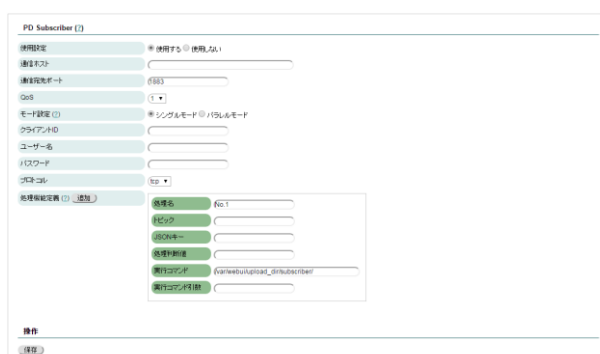 PD Subscriber (?)
使用設定 使用する 使用しない
通信ホスト
通信宛先ポート 1883
QoS 1
モード設定 (?) シングルモード パラレルモード
クライアントID
ユーザー名
パスワード
プロトコル tcp
処理機能定義 (?) 追加
処理名 No.1
トピック
JSONキー
処理判断値
実行コマンド /var/webui/upload_dir/subscriber/
実行コマンド引数
操作
保存